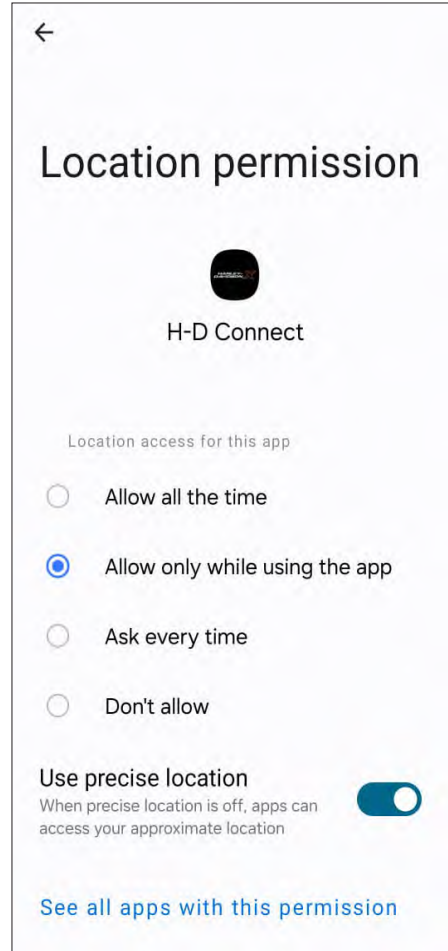 Location permission
HARLEY-DAVIDSON X
H-D Connect
Location access for this app
Allow all the time
Allow only while using the app
Ask every time
Don't allow
Use precise location
When precise location is off, apps can
access your approximate location
See all apps with this permission